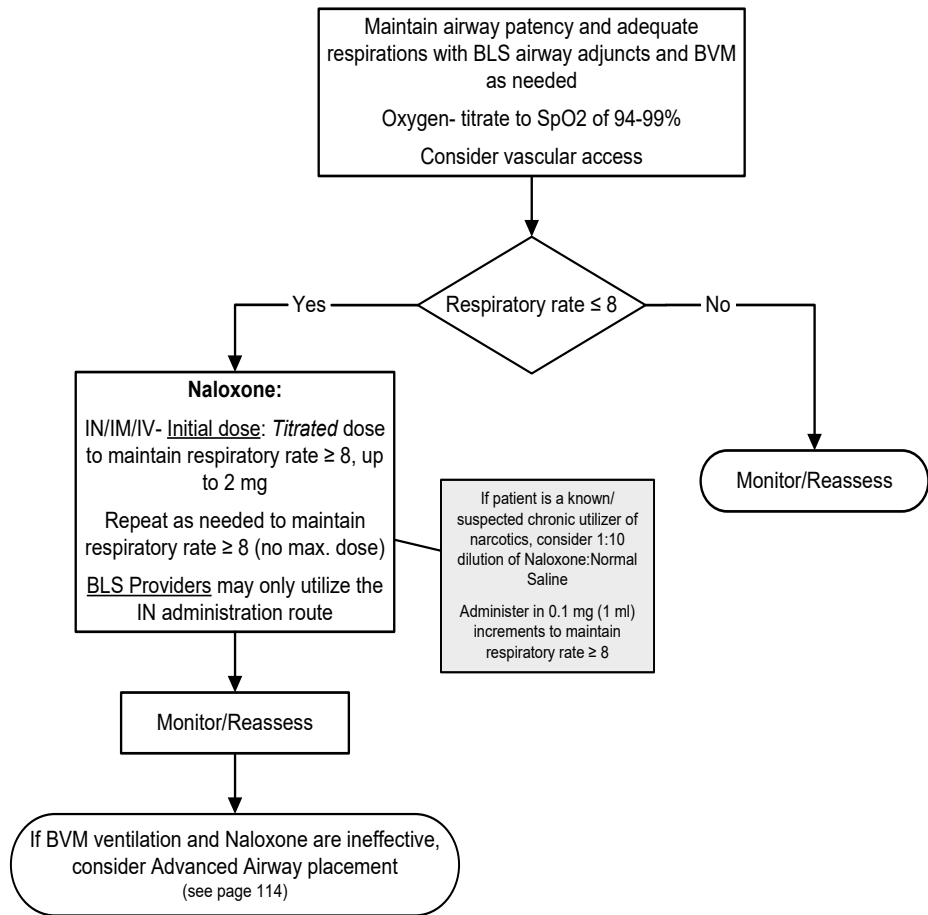 Maintain airway patency and adequate
respirations with BLS airway adjuncts and BVM
as needed
Oxygen- titrate to SpO2 of 94-99%
Consider vascular access
Respiratory rate ≤ 8
Yes
No
Naloxone:
IN/IM/IV- Initial dose: Titrated dose
to maintain respiratory rate ≥ 8, up
to 2 mg
Repeat as needed to maintain
respiratory rate ≥ 8 (no max. dose)
BLS Providers may only utilize the
IN administration route
If patient is a known/
suspected chronic utilizer of
narcotics, consider 1:10
dilution of Naloxone:Normal
Saline
Administer in 0.1 mg (1 ml)
increments to maintain
respiratory rate ≥ 8
Monitor/Reassess
Monitor/Reassess
If BVM ventilation and Naloxone are ineffective,
consider Advanced Airway placement
(see page 114)